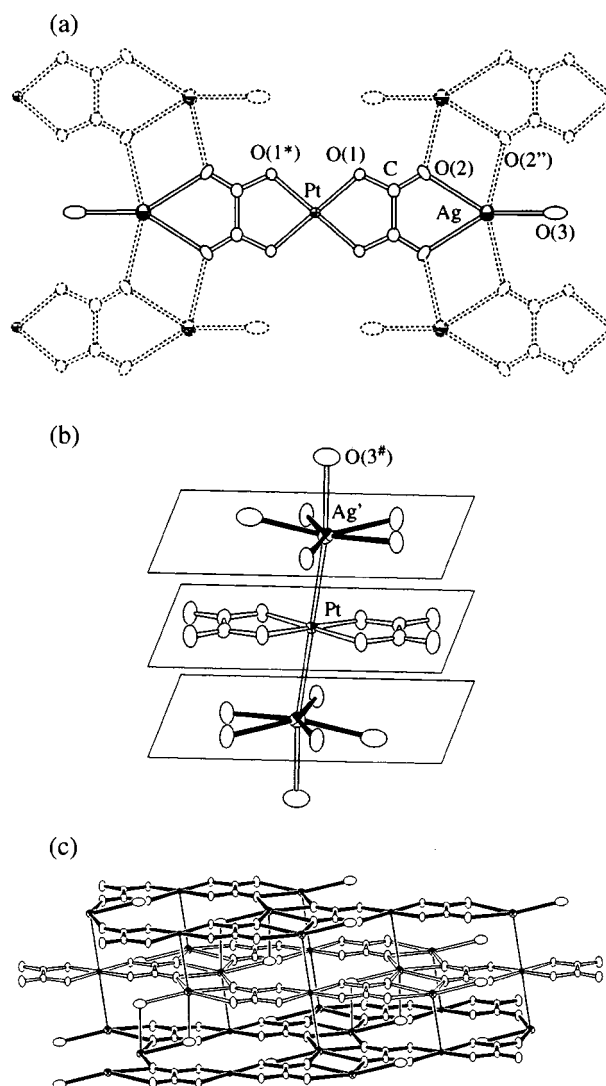 (a)
O(1*)
O(1)
C
O(2)
O(2")
Pt
Ag
O(3)
(b)
O(3#)
Ag'
Pt
(c)